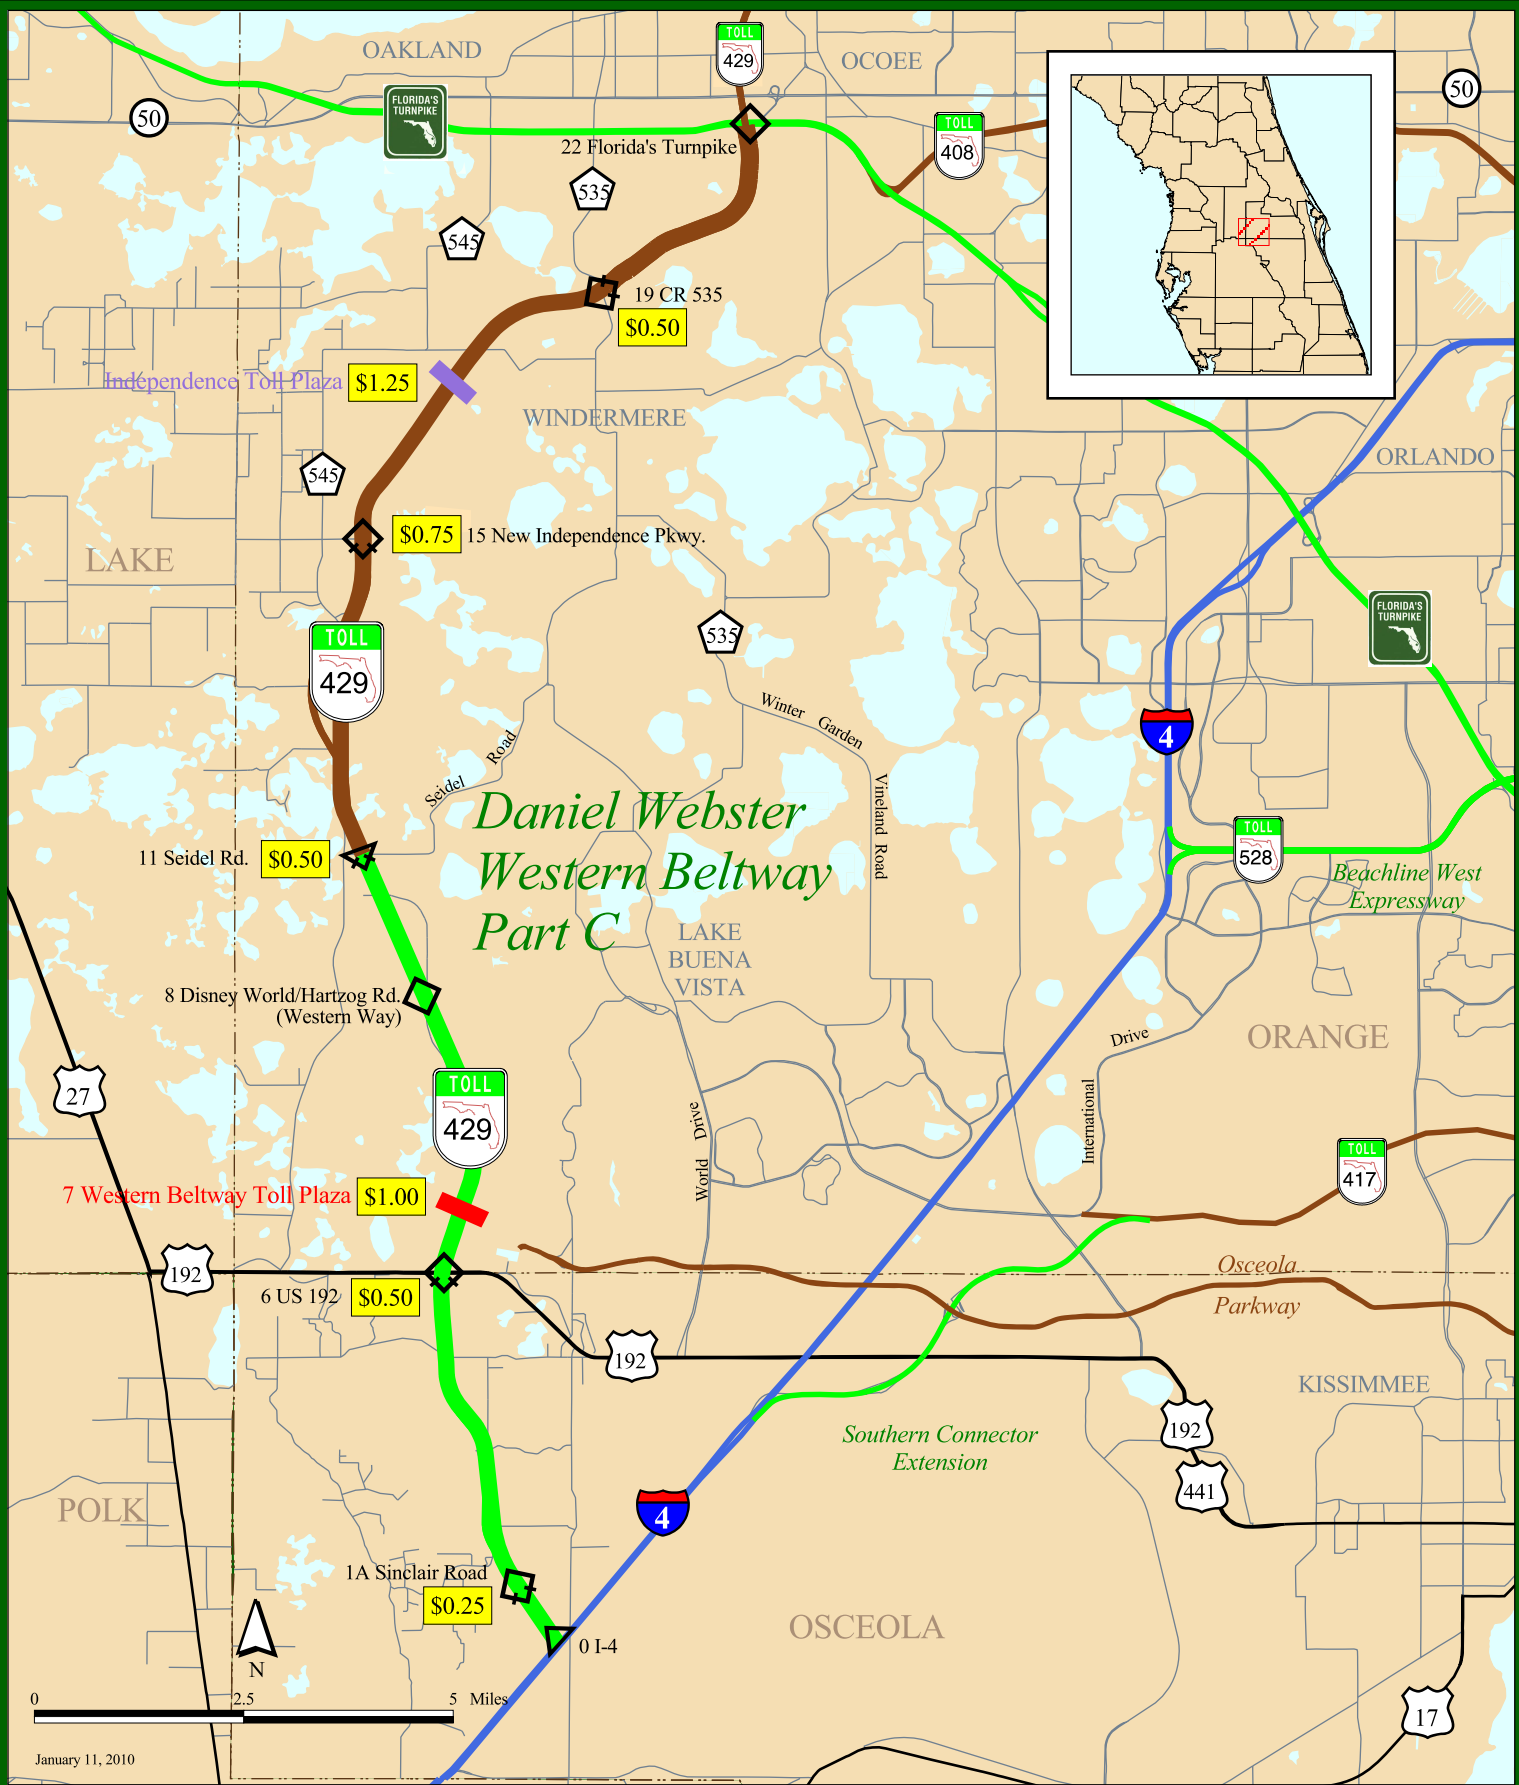 OAKLAND
TOLL
429
OCOEE
50
FLORIDA'S
TURNPIKE
50
TOLL
408
22 Florida's Turnpike
535
545
19 CR 535
$0.50
Independence Toll Plaza
$1.25
WINDERMERE
ORLANDO
545
$0.75
15 New Independence Pkwy.
LAKE
FLORIDA'S
TURNPIKE
TOLL
429
535
Winter Garden
Vineland Road
4
Seidel Road
Daniel Webster
Western Beltway
Part C
11 Seidel Rd.
$0.50
TOLL
528
Beachline West
Expressway
LAKE
BUENA
VISTA
8 Disney World/Hartzog Rd.
(Western Way)
ORANGE
International Drive
27
TOLL
429
World Drive
TOLL
417
7 Western Beltway Toll Plaza
$1.00
192
6 US 192
$0.50
Osceola
Parkway
192
KISSIMMEE
192
441
Southern Connector
Extension
POLK
4
1A Sinclair Road
$0.25
OSCEOLA
0 I-4
N
0
2.5
5 Miles
17
January 11, 2010